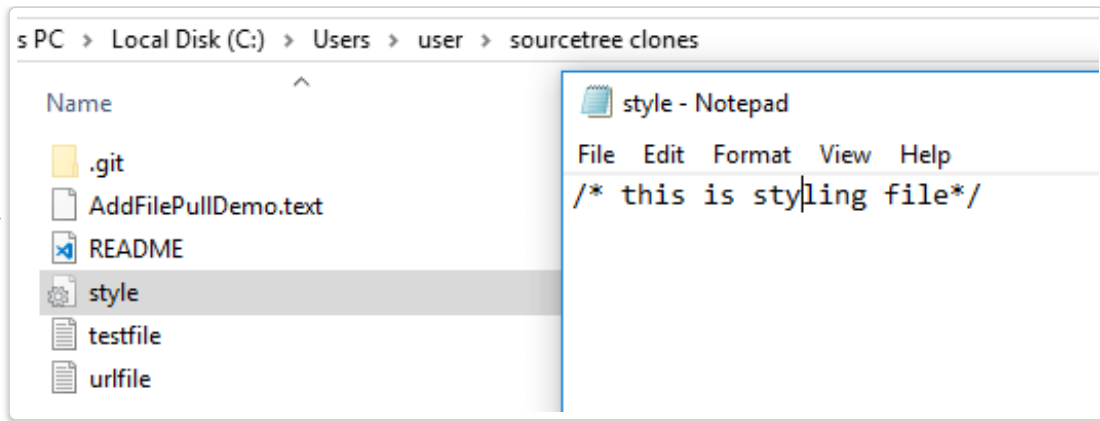 s PC > Local Disk (C:) > Users > user > sourcetree clones
Name
.git
AddFilePullDemo.text
README
style
testfile
urlfile
style - Notepad
File Edit Format View Help
/* this is styling file*/